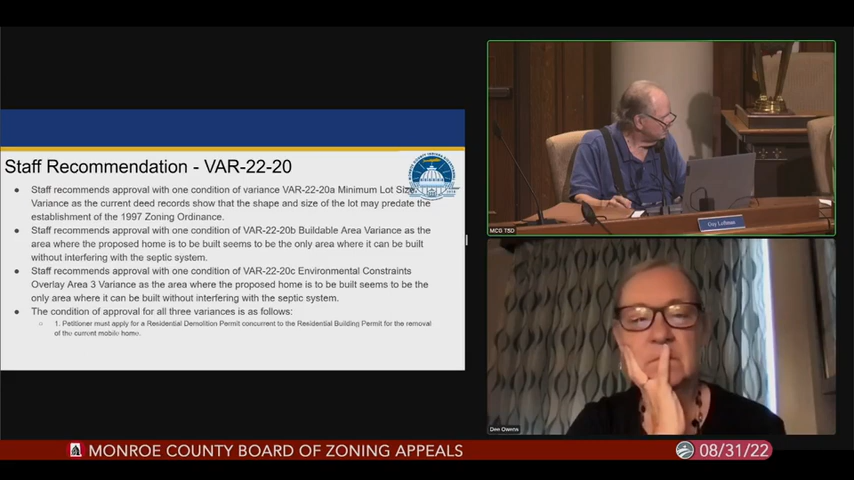 Staff Recommendation - VAR-22-20
● Staff recommends approval with one condition of variance VAR-22-20a Minimum Lot Size
Variance as the current deed records show that the shape and size of the lot may predate the
establishment of the 1997 Zoning Ordinance.
● Staff recommends approval with one condition of VAR-22-20b Buildable Area Variance as the
area where the proposed home is to be built seems to be the only area where it can be built
without interfering with the septic system.
● Staff recommends approval with one condition of VAR-22-20c Environmental Constraints
Overlay Area 3 Variance as the area where the proposed home is to be built seems to be the
only area where it can be built without interfering with the septic system.
● The condition of approval for all three variances is as follows:
○ 1. Petitioner must apply for a Residential Demolition Permit concurrent to the Residential Building Permit for the removal
of the current mobile home.
Guy Loftman
MCG TSD
Dee Owens
MONROE COUNTY BOARD OF ZONING APPEALS
08/31/22